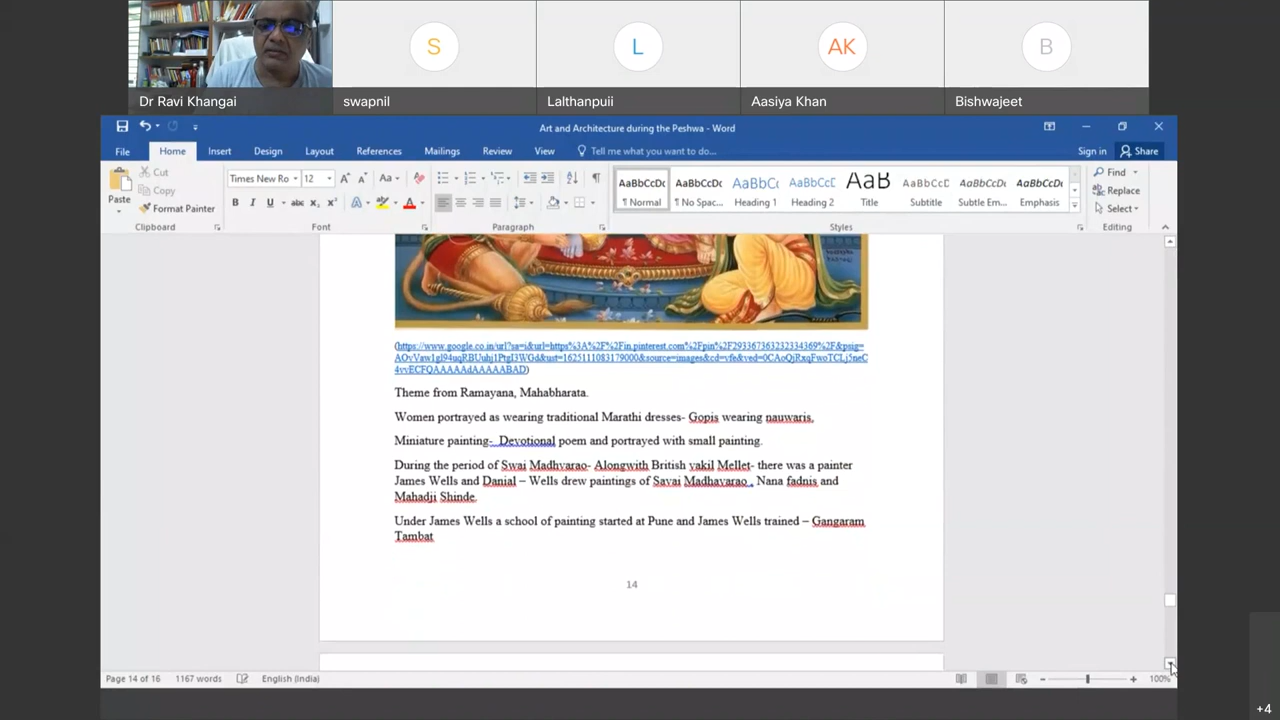 S
L
AK
B
Dr Ravi Khangai
swapnil
Lalthanpuii
Aasiya Khan
Bishwajeet
Art and Architecture during the Peshwa - Word
Sign in
Share
File
Home
Insert
Design
Layout
References
Mailings
Review
View
Tell me what you want to do...
Paste
Cut
Copy
Format Painter
Clipboard
Times New Ro
12
Font
Paragraph
AaBbCcDc
¶ Normal
AaBbCcDc
¶ No Spac...
AaBbC
Heading 1
AaBbCc
Heading 2
AaB
Title
AaBbCcD
Subtitle
AaBbCcDc
Subtle Em...
AaBbCcDc
Emphasis
Styles
Find
Replace
Select
Editing
Theme from Ramayana, Mahabharata.
Women portrayed as wearing traditional Marathi dresses- Gopis wearing nauwaris,
Miniature painting- Devotional poem and portrayed with small painting.
During the period of Swai Madhvarao- Alongwith British vakil Mellet- there was a painter
James Wells and Danial – Wells drew paintings of Savai Madhavarao , Nana fadnis and
Mahadji Shinde.
Under James Wells a school of painting started at Pune and James Wells trained – Gangaram
Tambat
14
Page 14 of 16
1167 words
English (India)
100%
+4